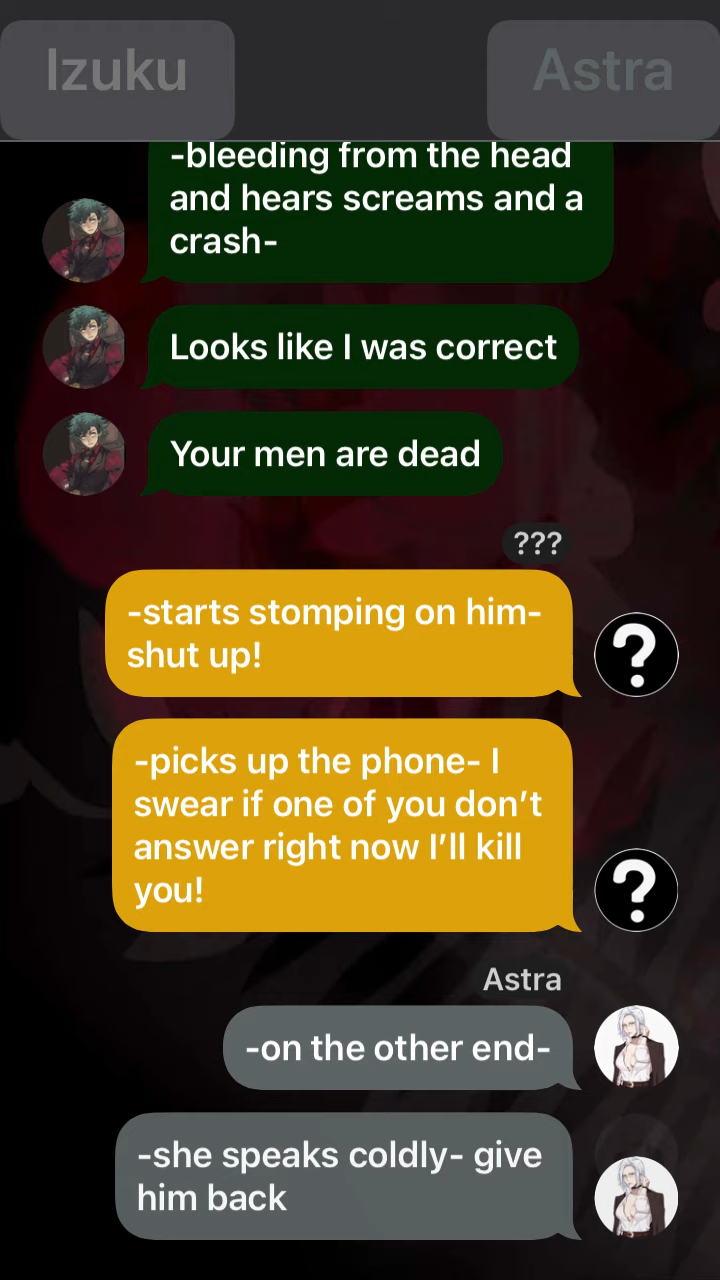 Izuku
Astra
-bleeding from the head
and hears screams and a
crash-
Looks like I was correct
Your men are dead
???
-starts stomping on him-
shut up!
?
-picks up the phone- I
swear if one of you don’t
answer right now I’ll kill
you!
?
Astra
-on the other end-
-she speaks coldly- give
him back